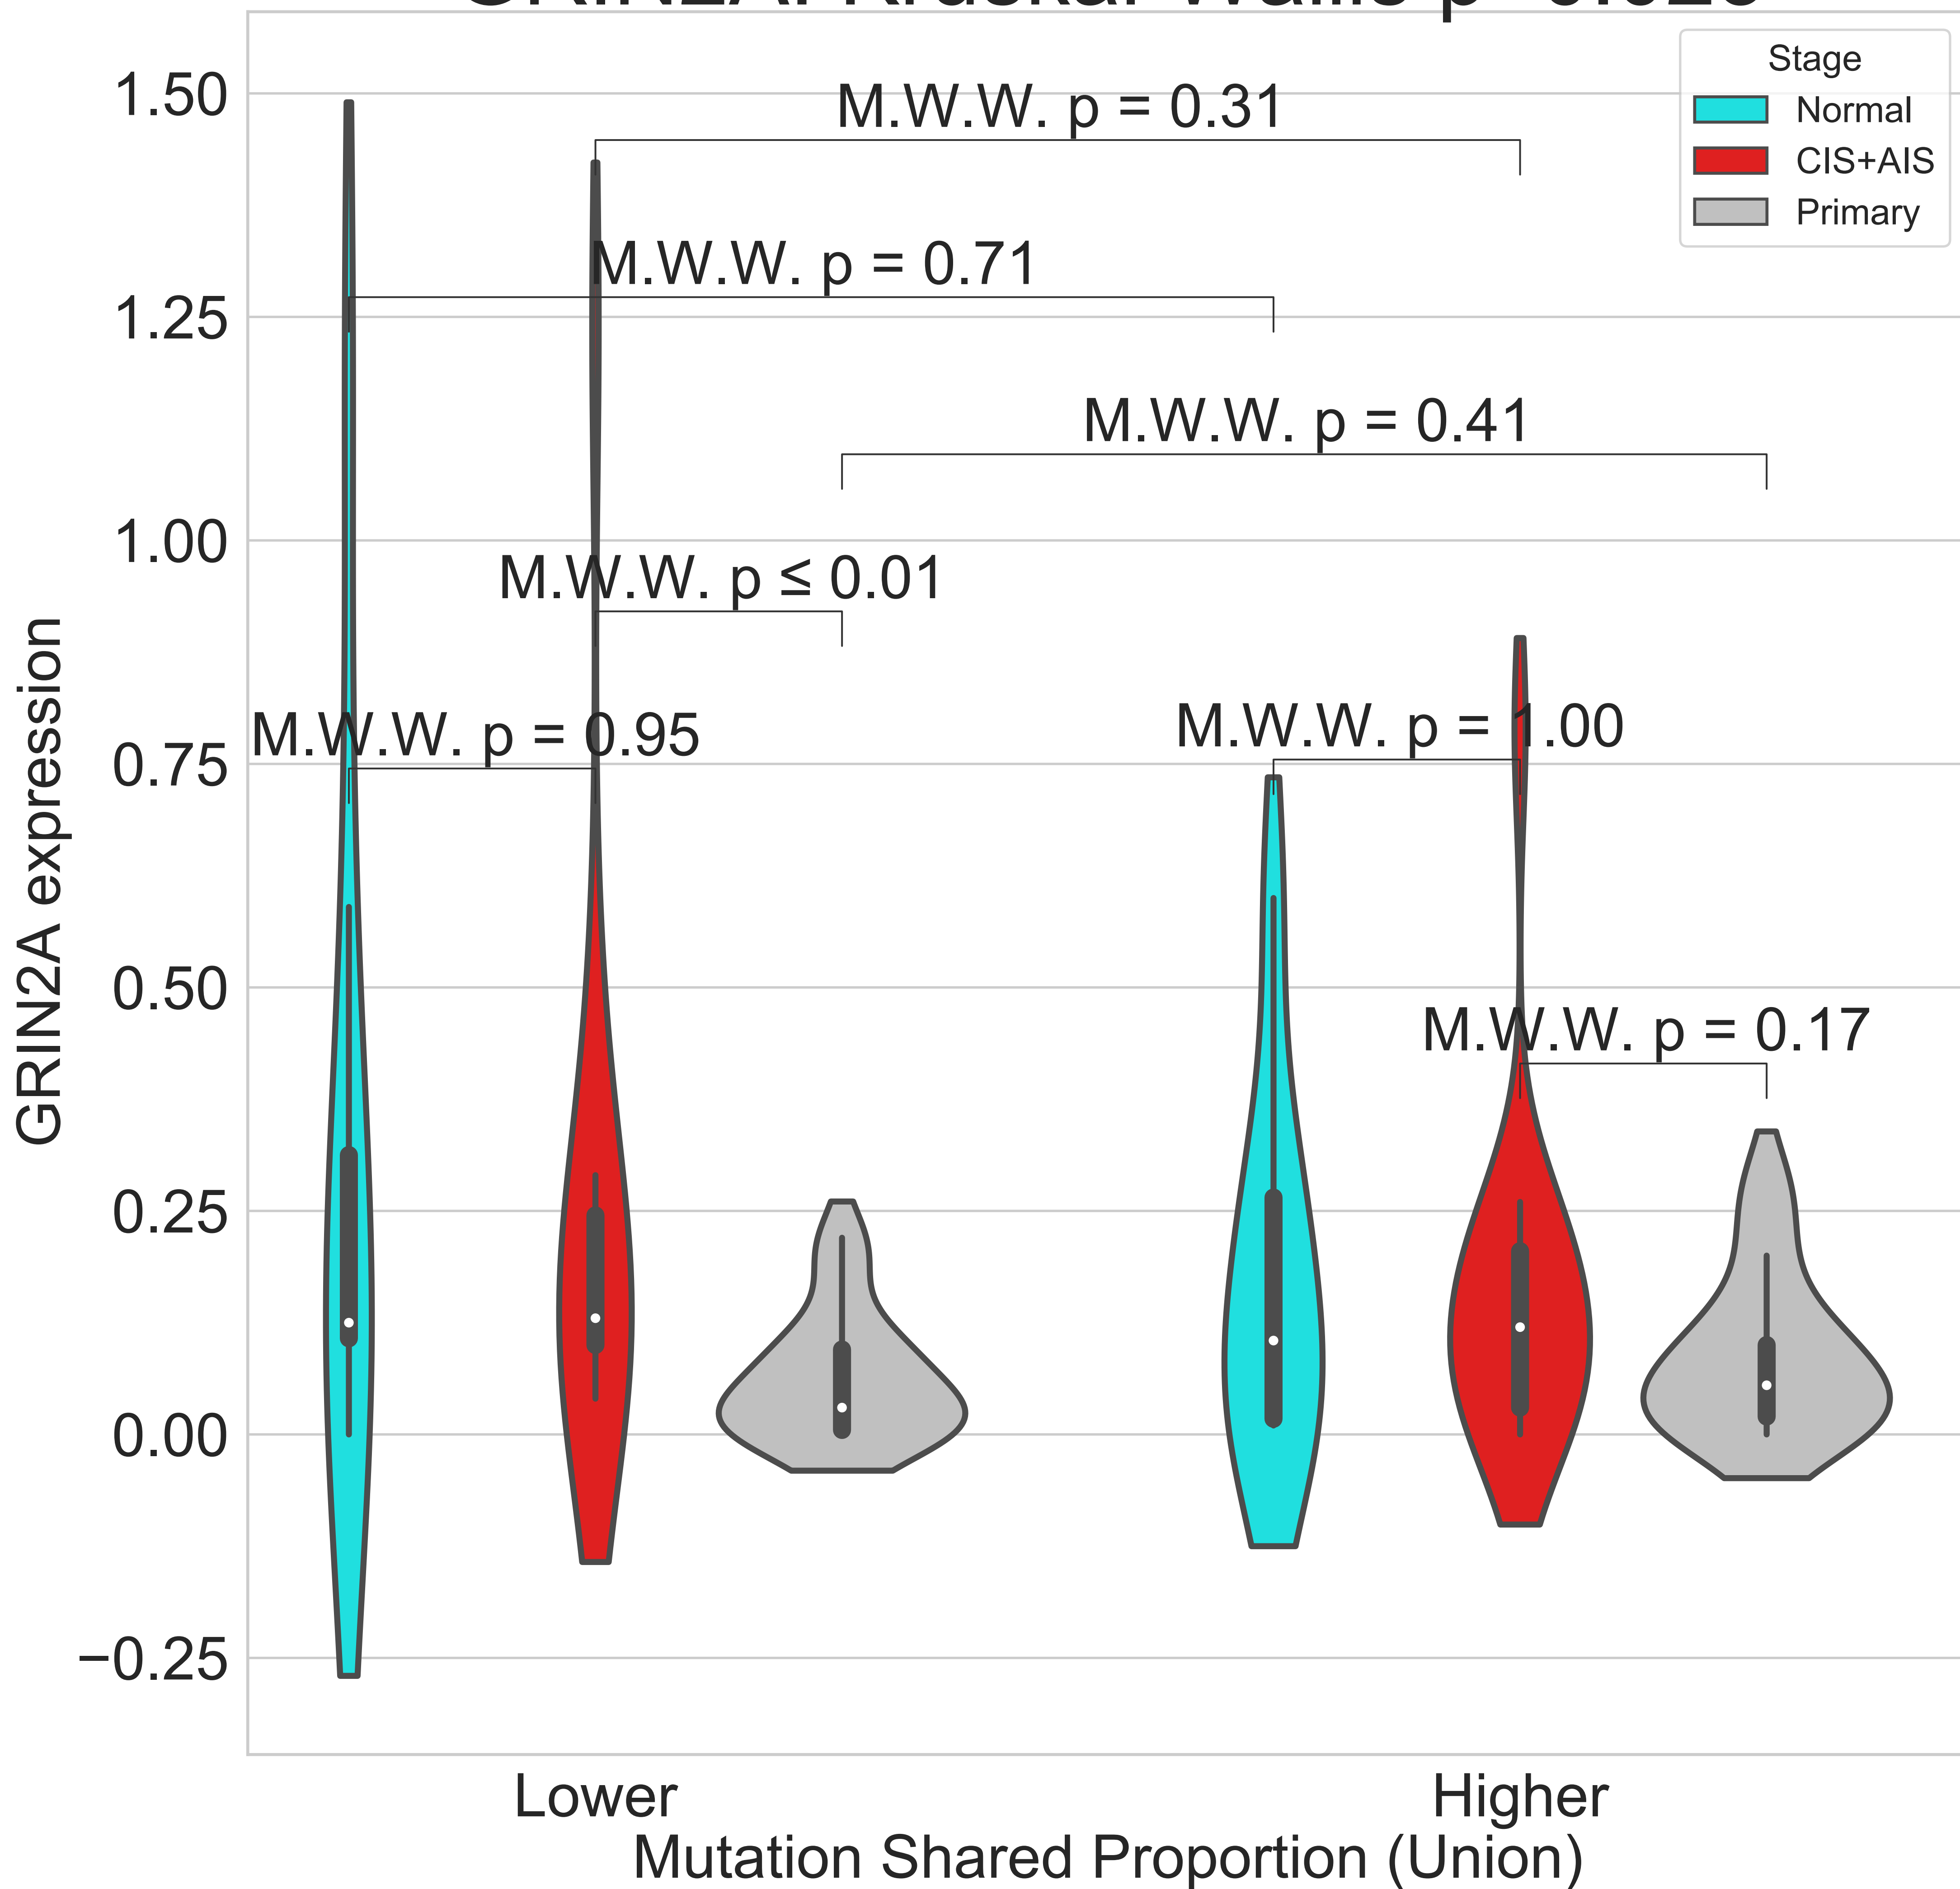 Stage
Normal
CIS+AIS
Primary
1.50
1.25
1.00
0.75
0.50
0.25
0.00
−0.25
GRIN2A expression
M.W.W. p = 0.31
M.W.W. p = 0.71
M.W.W. p = 0.41
M.W.W. p ≤ 0.01
M.W.W. p = 0.95
M.W.W. p = 1.00
M.W.W. p = 0.17
Lower
Higher
Mutation Shared Proportion (Union)